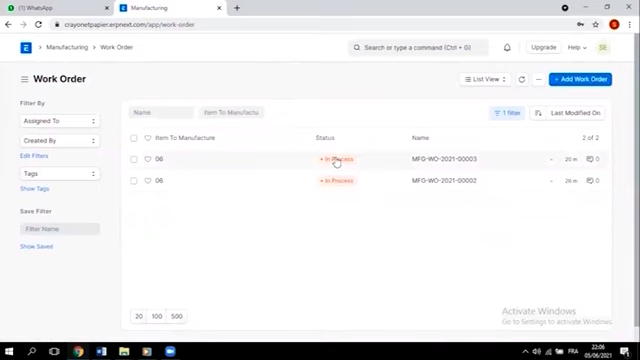 (1) WhatsApp
Manufacturing
crayonetpapier.erpnext.com/app/work-order
E
Manufacturing
Work Order
Search or type a command (Ctrl + G)
Upgrade
Help
SE
Work Order
List View
+ Add Work Order
Filter By
Assigned To
Created By
Edit Filters
Tags
Show Tags
Save Filter
Filter Name
Show Saved
Name
Item To Manufactu
1 filter
Last Modified On
Item To Manufacture
Status
Name
2 of 2
06
In Process
MFG-WO-2021-00003
- 20 m 0
06
In Process
MFG-WO-2021-00002
- 26 m 0
20 100 500
Activate Windows
Go to Settings to activate Windows.
FRA
22:06
05/06/2021